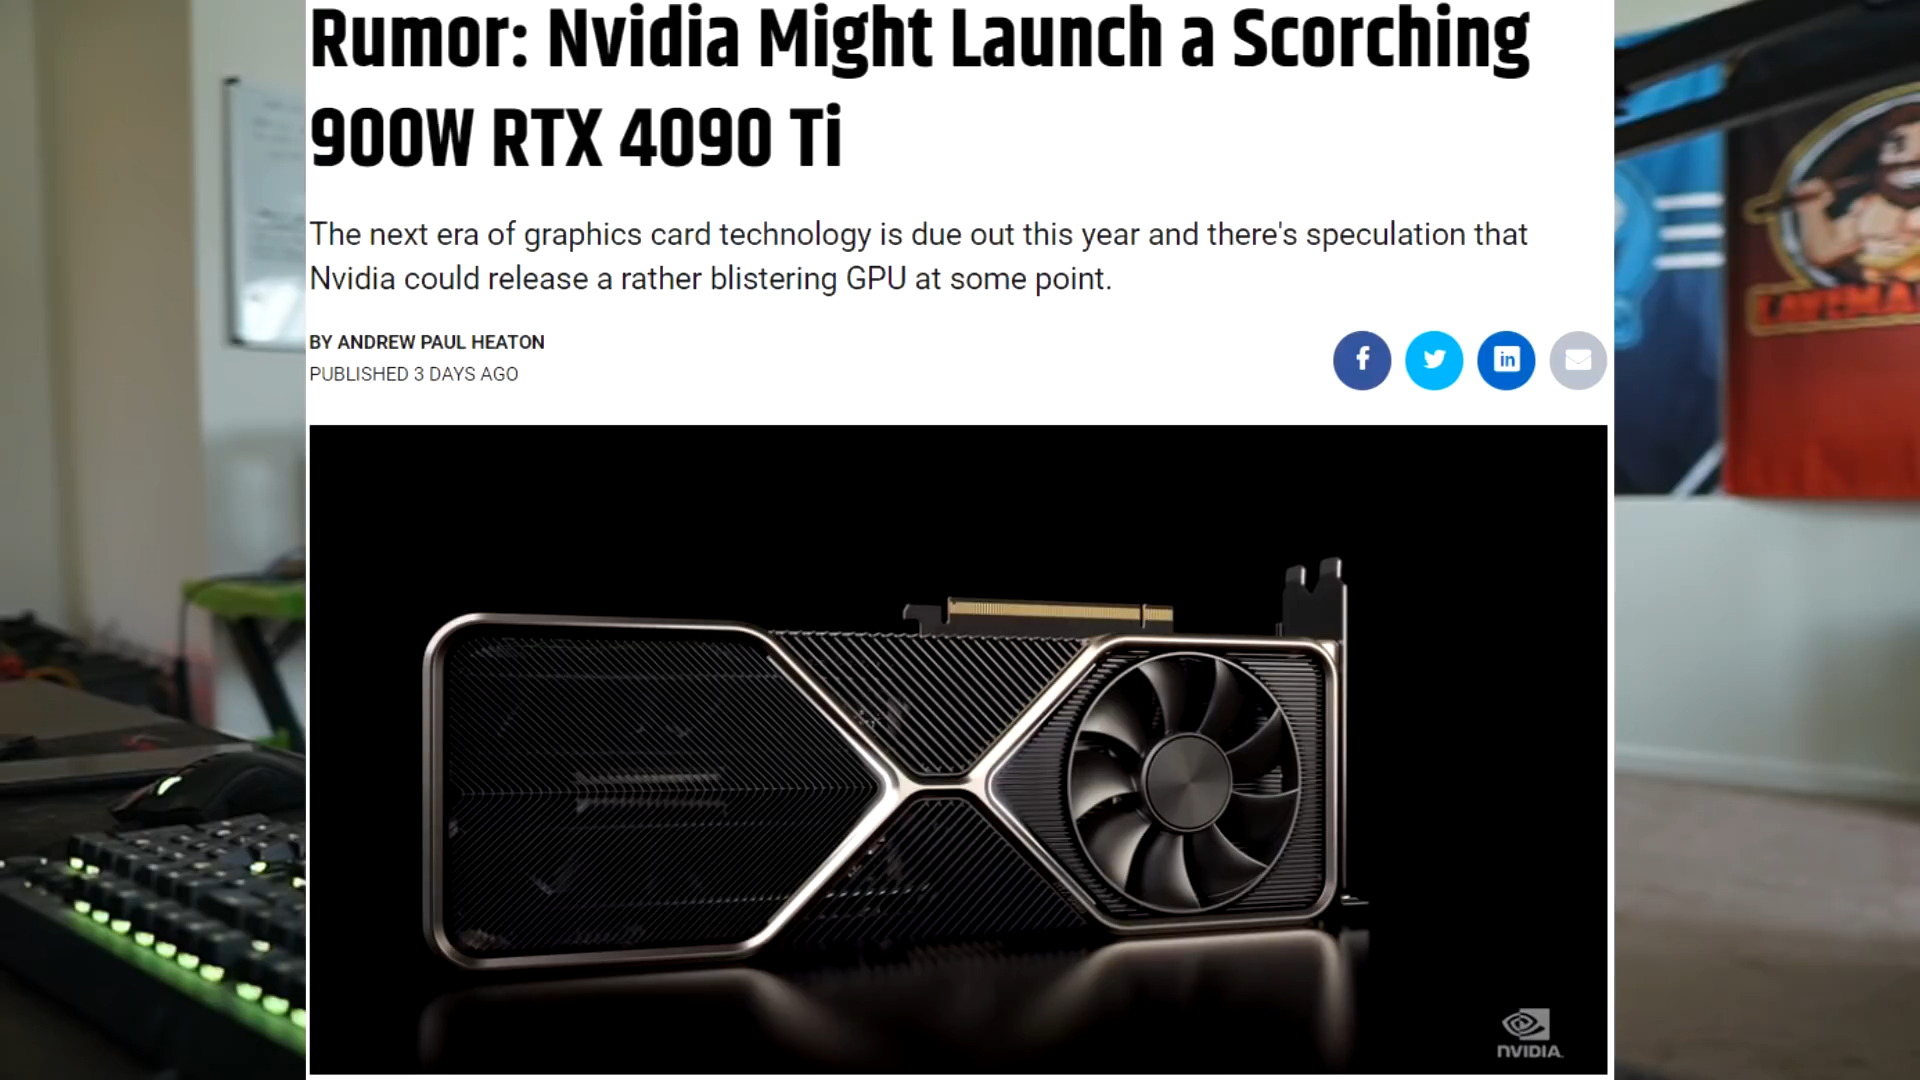 Rumor: Nvidia Might Launch a Scorching
900W RTX 4090 Ti
The next era of graphics card technology is due out this year and there's speculation that
Nvidia could release a rather blistering GPU at some point.
BY ANDREW PAUL HEATON
PUBLISHED 3 DAYS AGO
f
in
NVIDIA